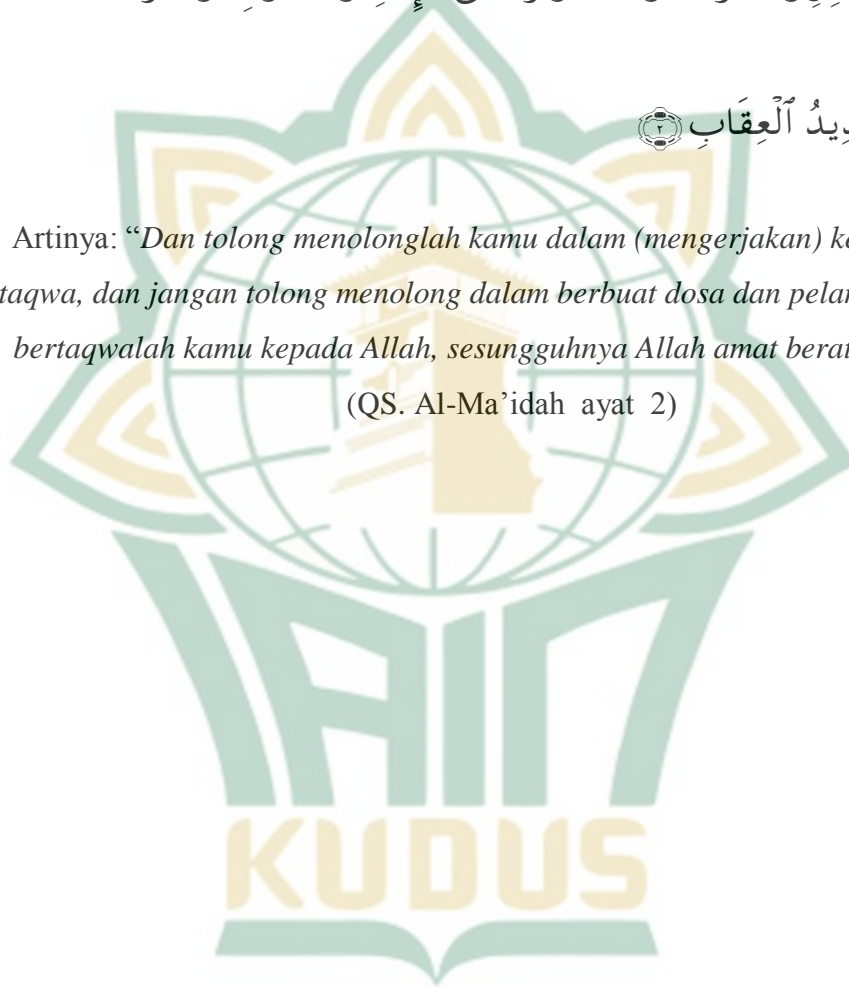 ٱلْعِقَابِ ٢
Artinya: “Dan tolong menolonglah kamu dalam (mengerjakan)
taqwa, dan jangan tolong menolong dalam berbuat dosa dan
bertaqwalah kamu kepada Allah, sesungguhnya Allah amat berat
(QS. Al-Ma’idah ayat 2)
IAIN
KUDUS